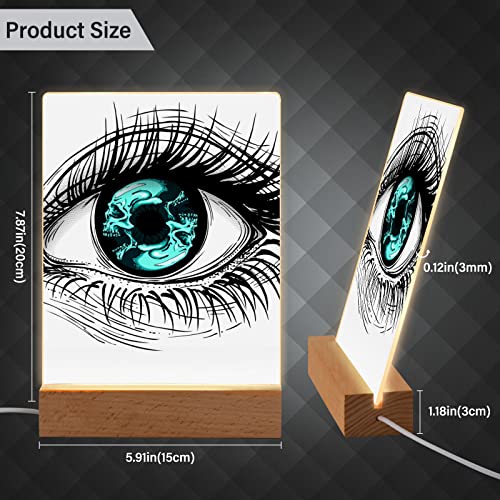 Product Size
7.87in(20cm)
0.12in(3mm)
1.18in(3cm)
5.91in(15cm)